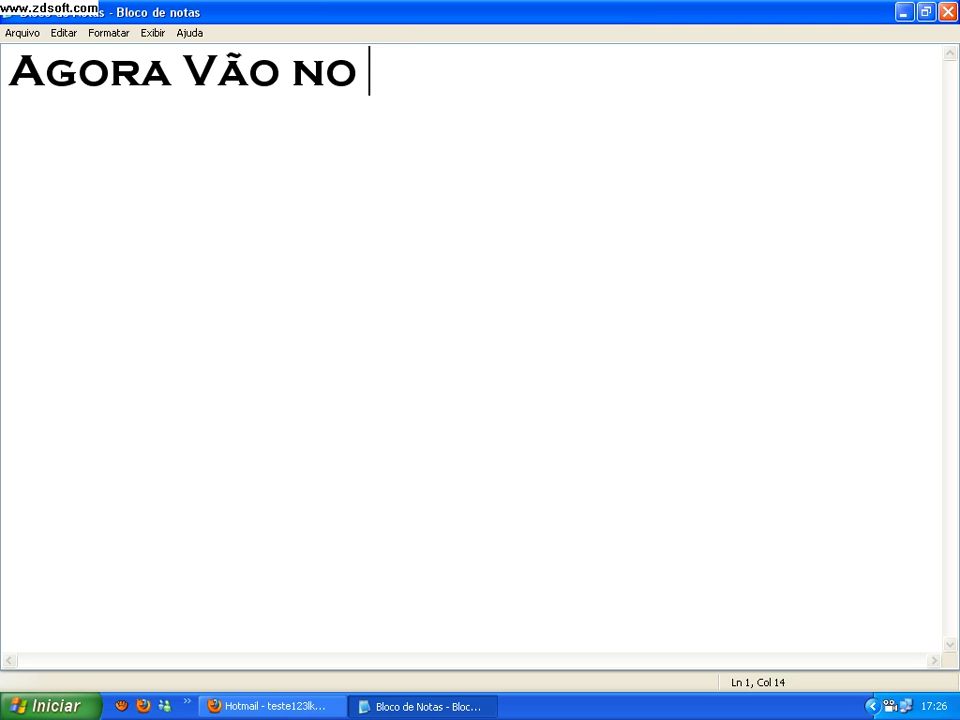 www.zdsoft.com
Bloco de Notas - Bloco de notas
Arquivo Editar Formatar Exibir Ajuda
Agora Vão no
Ln 1, Col 14
Iniciar
Hotmail - teste123lk...
Bloco de Notas - Bloc...
17:26